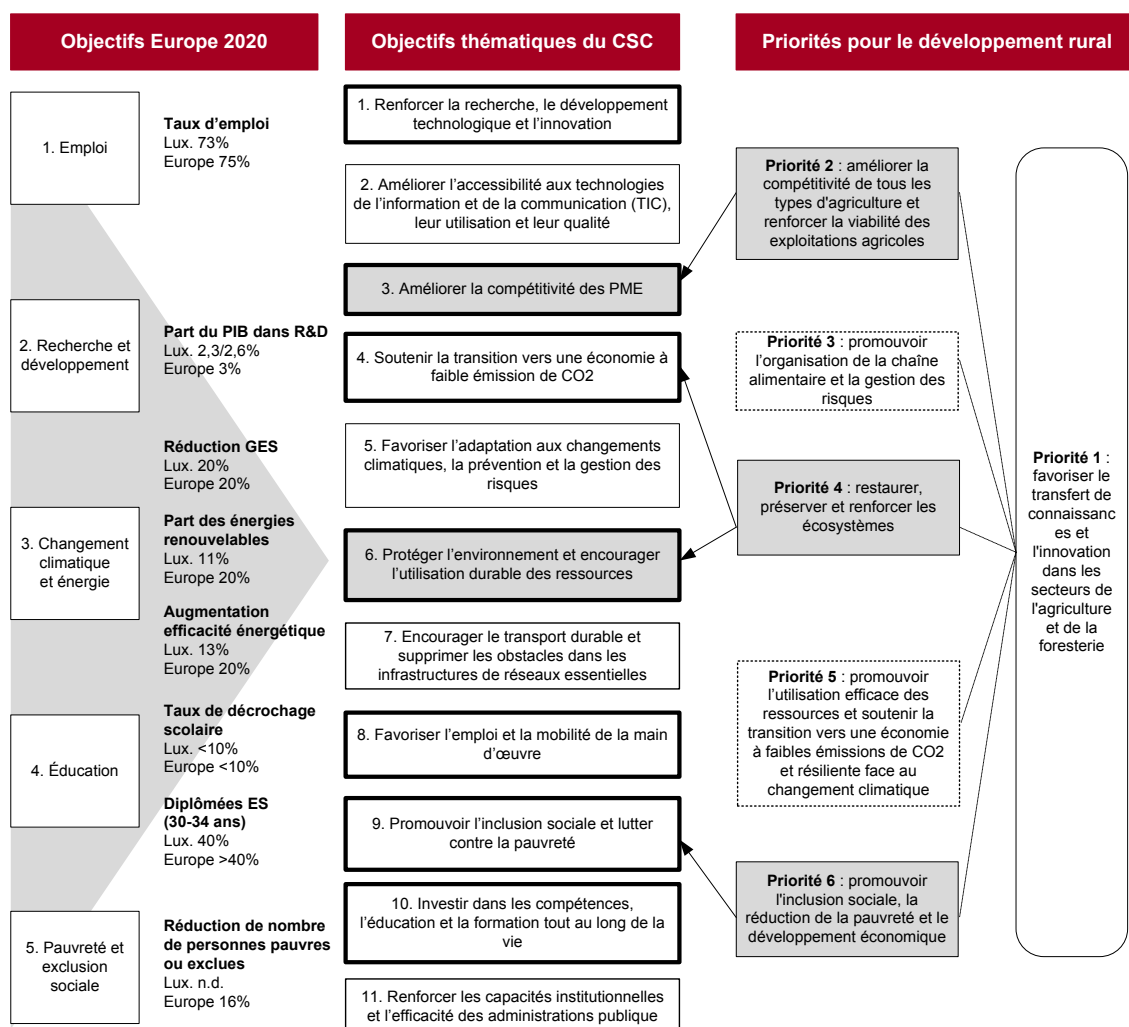 Objectifs Europe 2020
Objectifs thématiques du CSC
Priorités pour le développement rural
1. Emploi
Taux d'emploi
Lux. 73%
Europe 75%
2. Recherche et
développement
Part du PIB dans R&D
Lux. 2,3/2,6%
Europe 3%
3. Changement
climatique
et énergie
Réduction GES
Lux. 20%
Europe 20%
Part des énergies
renouvelables
Lux. 11%
Europe 20%
Augmentation
efficacité énergétique
Lux. 13%
Europe 20%
4. Éducation
Taux de décrochage
scolaire
Lux. <10%
Europe <10%
Diplômées ES
(30-34 ans)
Lux. 40%
Europe >40%
5. Pauvreté et
exclusion
sociale
Réduction de nombre
de personnes pauvres
ou exclues
Lux. n.d.
Europe 16%
1. Renforcer la recherche, le développement
technologique et l'innovation
2. Améliorer l'accessibilité aux technologies
de l'information et de la communication (TIC),
leur utilisation et leur qualité
3. Améliorer la compétitivité des PME
4. Soutenir la transition vers une économie à
faible émission de CO2
5. Favoriser l'adaptation aux changements
climatiques, la prévention et la gestion des
risques
6. Protéger l'environnement et encourager
l'utilisation durable des ressources
7. Encourager le transport durable et
supprimer les obstacles dans les
infrastructures de réseaux essentielles
8. Favoriser l'emploi et la mobilité de la main
d'œuvre
9. Promouvoir l'inclusion sociale et lutter
contre la pauvreté
10. Investir dans les compétences,
l'éducation et la formation tout au long de la
vie
11. Renforcer les capacités institutionnelles
et l'efficacité des administrations publique
Priorité 2 : améliorer la
compétitivité de tous les
types d'agriculture et
renforcer la viabilité des
exploitations agricoles
Priorité 3 : promouvoir
l'organisation de la chaîne
alimentaire et la gestion des
risques
Priorité 4 : restaurer,
préserver et renforcer les
écosystèmes
Priorité 5 : promouvoir
l'utilisation efficace des
ressources et soutenir la
transition vers une économie
à faibles émissions de CO2
et résiliente face au
changement climatique
Priorité 6 : promouvoir
l'inclusion sociale, la
réduction de la pauvreté et le
développement économique
Priorité 1 :
favoriser le
transfert de
connaissanc
es et
l'innovation
dans les
secteurs de
l'agriculture
et de la
foresterie